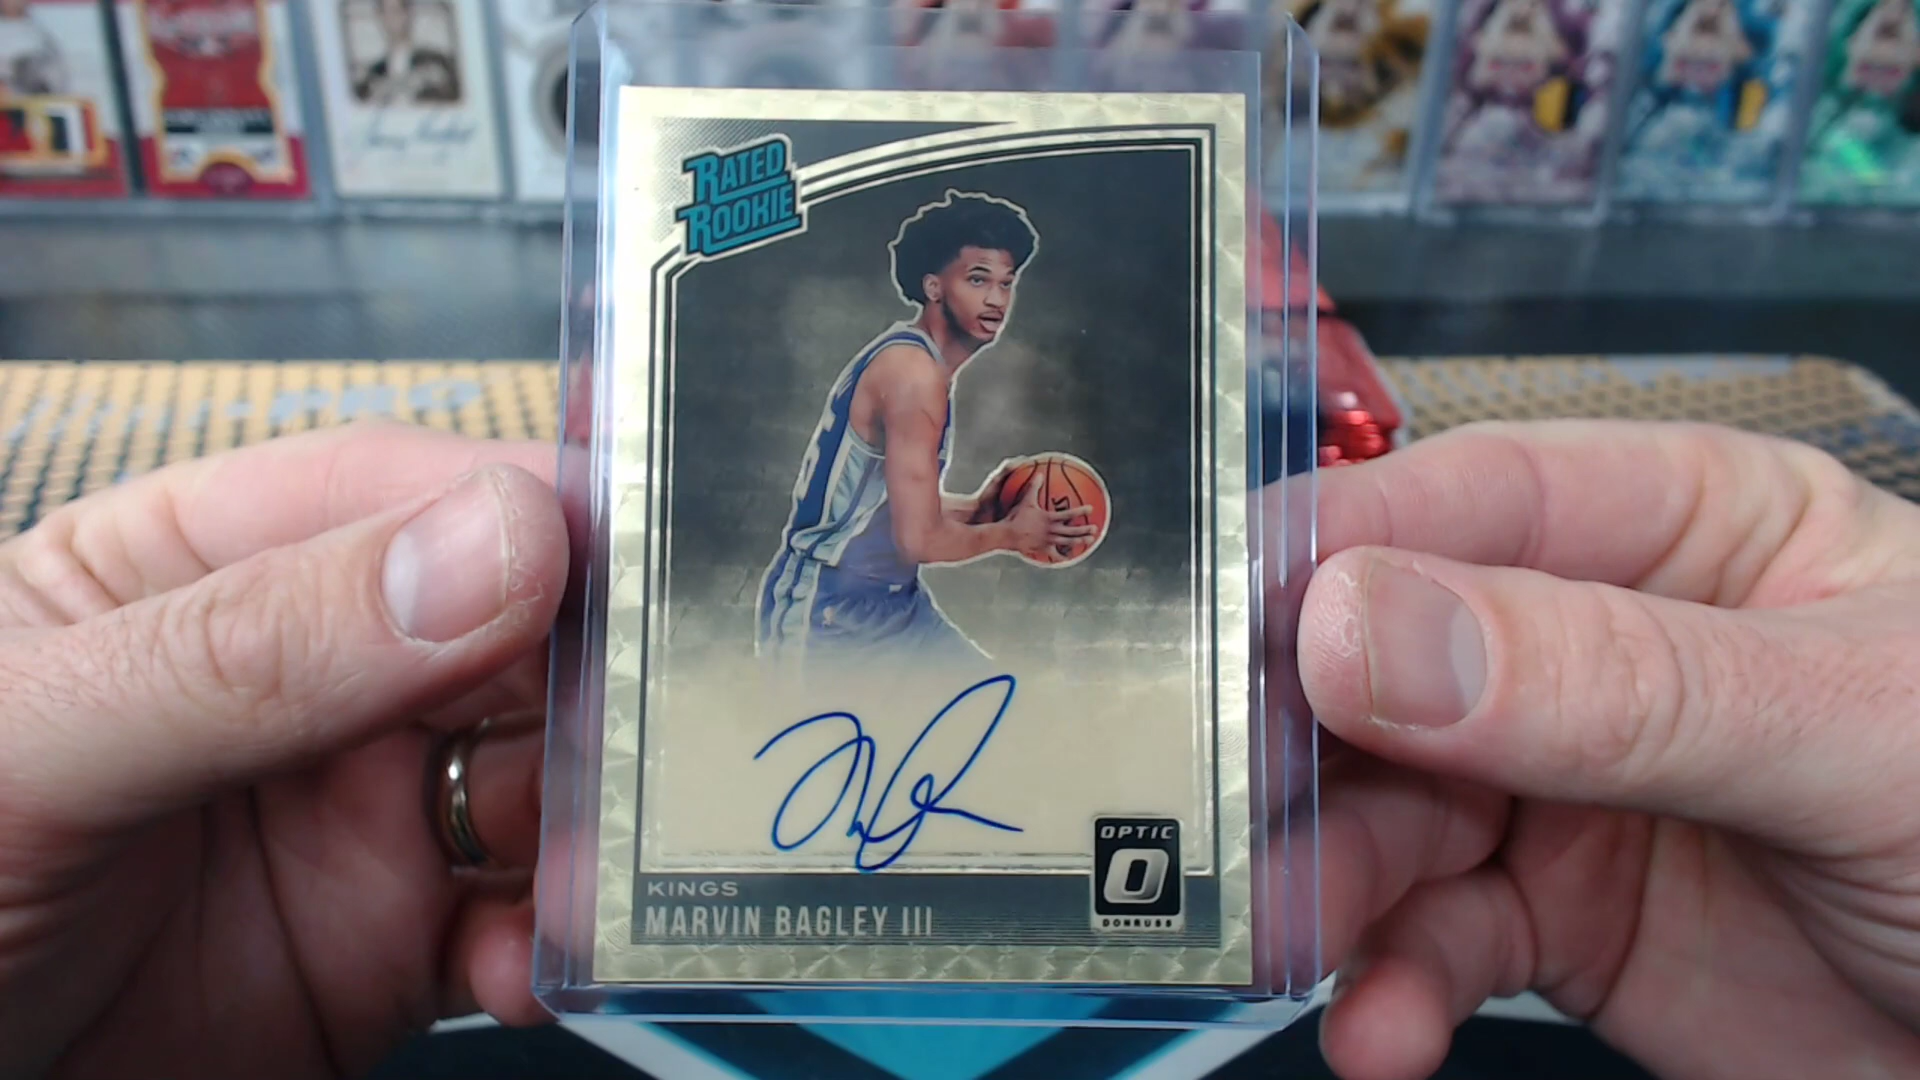 RATED
ROOKIE
OPTIC
DONRUSS
KINGS
MARVIN BAGLEY III